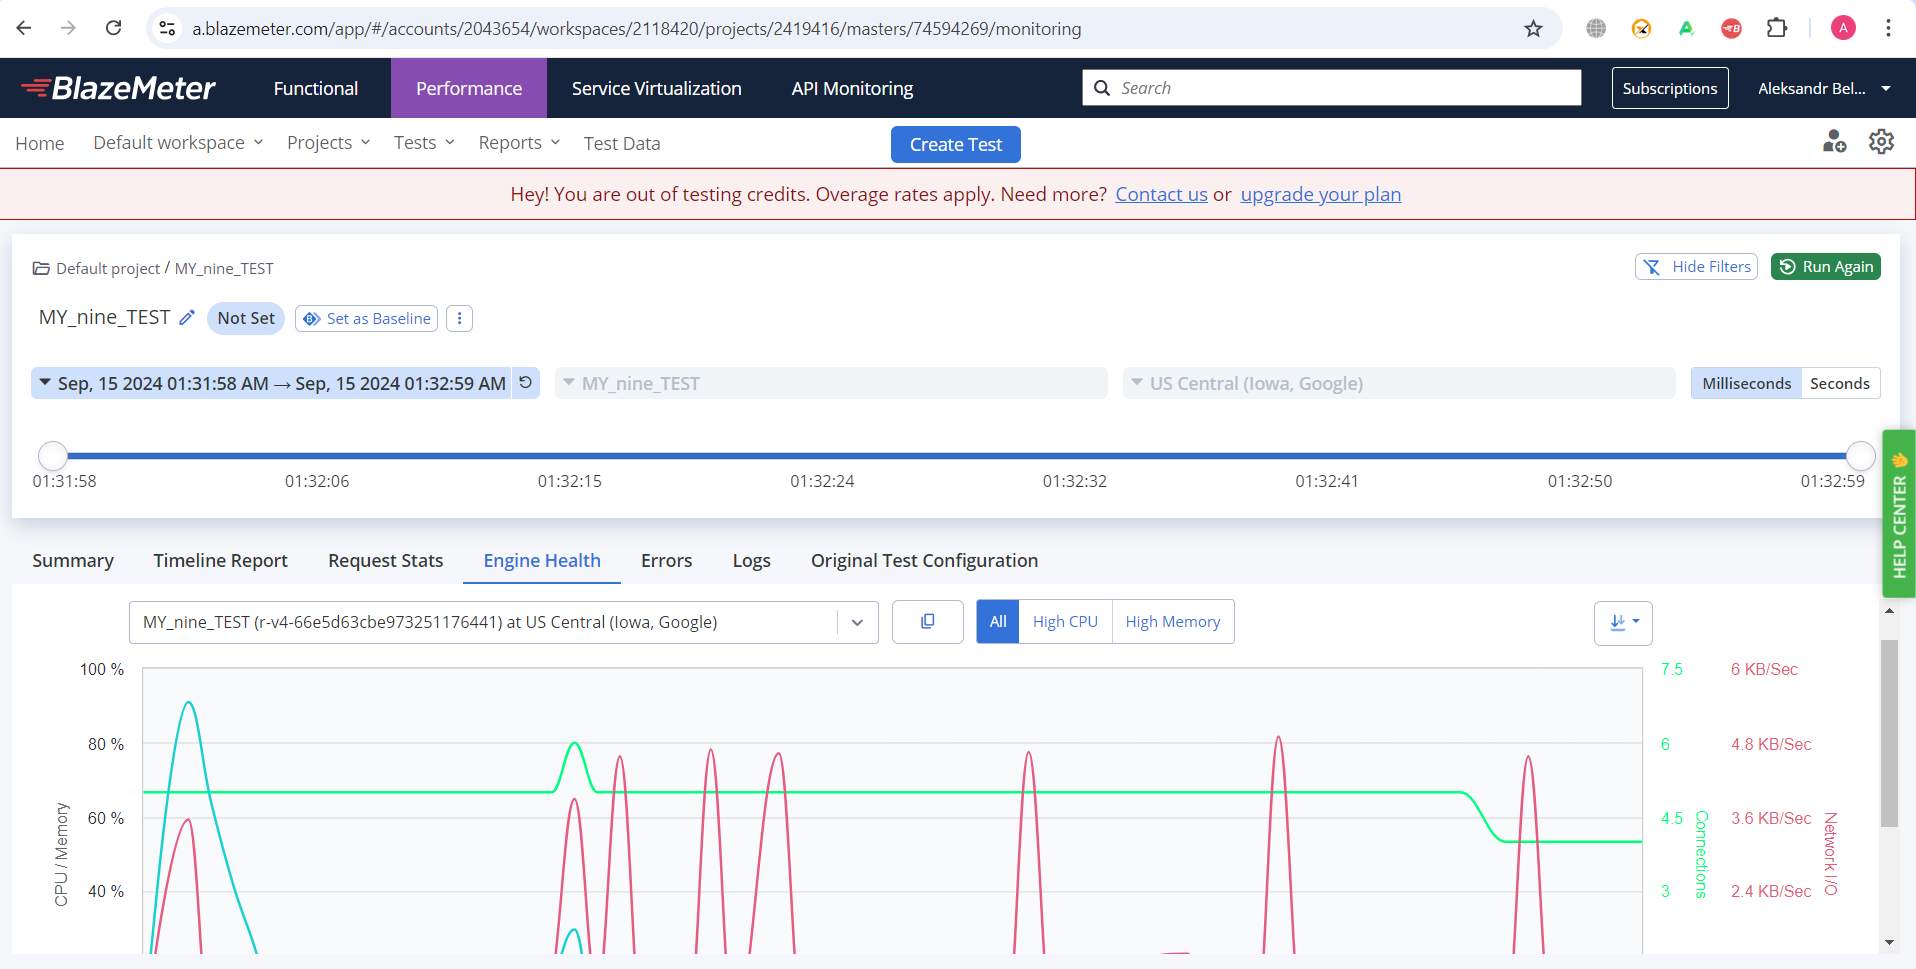 a.blazemeter.com/app/#/accounts/2043654/workspaces/2118420/projects/2419416/masters/74594269/monitoring
A
BlazeMeter
Functional
Performance
Service Virtualization
API Monitoring
Search
Subscriptions
Aleksandr Bel...
Home
Default workspace
Projects
Tests
Reports
Test Data
Create Test
Hey! You are out of testing credits. Overage rates apply. Need more? Contact us or upgrade your plan
Default project / MY_nine_TEST
Hide Filters
Run Again
MY_nine_TEST
Not Set
Set as Baseline
Sep, 15 2024 01:31:58 AM → Sep, 15 2024 01:32:59 AM
MY_nine_TEST
US Central (Iowa, Google)
Milliseconds
Seconds
01:31:58
01:32:06
01:32:15
01:32:24
01:32:32
01:32:41
01:32:50
01:32:59
HELP CENTER
Summary
Timeline Report
Request Stats
Engine Health
Errors
Logs
Original Test Configuration
MY_nine_TEST (r-v4-66e5d63cbe973251176441) at US Central (Iowa, Google)
All
High CPU
High Memory
100 %
80 %
60 %
40 %
CPU / Memory
7.5
6
4.5
3
Connections
6 KB/Sec
4.8 KB/Sec
3.6 KB/Sec
2.4 KB/Sec
Network I/O